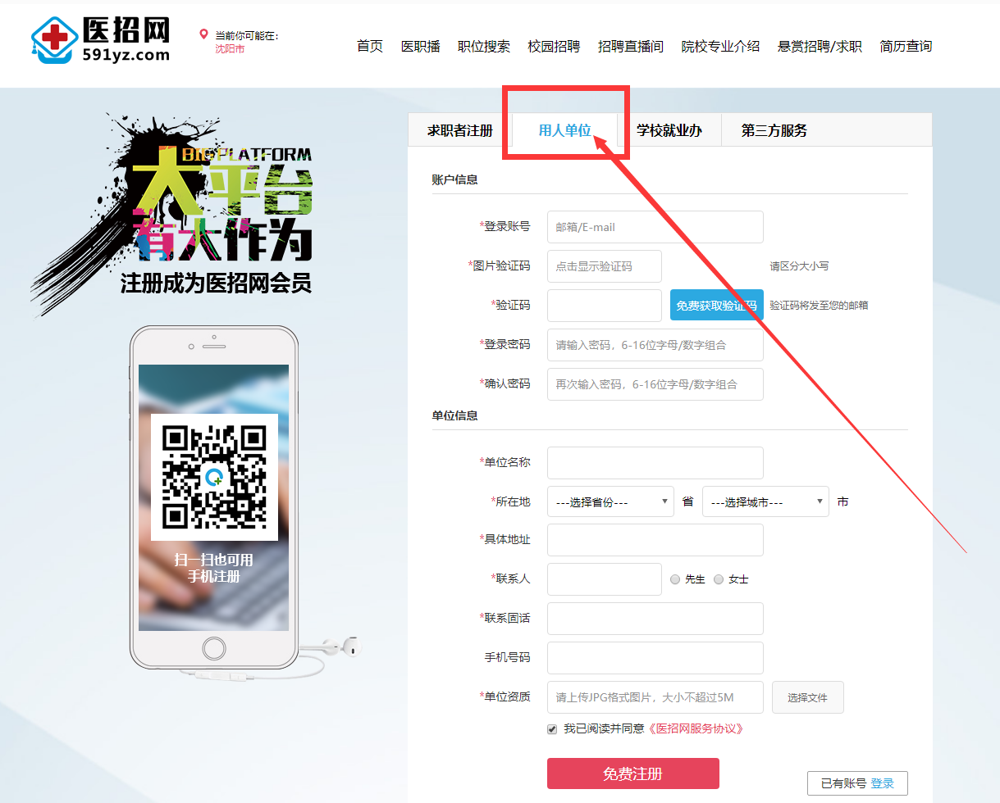 医招网
591yz.com
当前你可能在：
沈阳市
首页 医职播 职位搜索 校园招聘 招聘直播间 院校专业介绍 悬赏招聘/求职 简历查询
BIG PLATFORM
大平台
有大作为
注册成为医招网会员
扫一扫也可用
手机注册
求职者注册 用人单位 学校就业办 第三方服务
账户信息
*登录账号 邮箱/E-mail
*图片验证码 点击显示验证码 请区分大小写
*验证码 免费获取验证码 验证码将发至您的邮箱
*登录密码 请输入密码，6-16位字母/数字组合
*确认密码 再次输入密码，6-16位字母/数字组合
单位信息
*单位名称
*所在地 ---选择省份--- 省 ---选择城市--- 市
*具体地址
*联系人 先生 女士
*联系固话
手机号码
*单位资质 请上传JPG格式图片，大小不超过5M 选择文件
我已阅读并同意《医招网服务协议》
免费注册
已有账号 登录